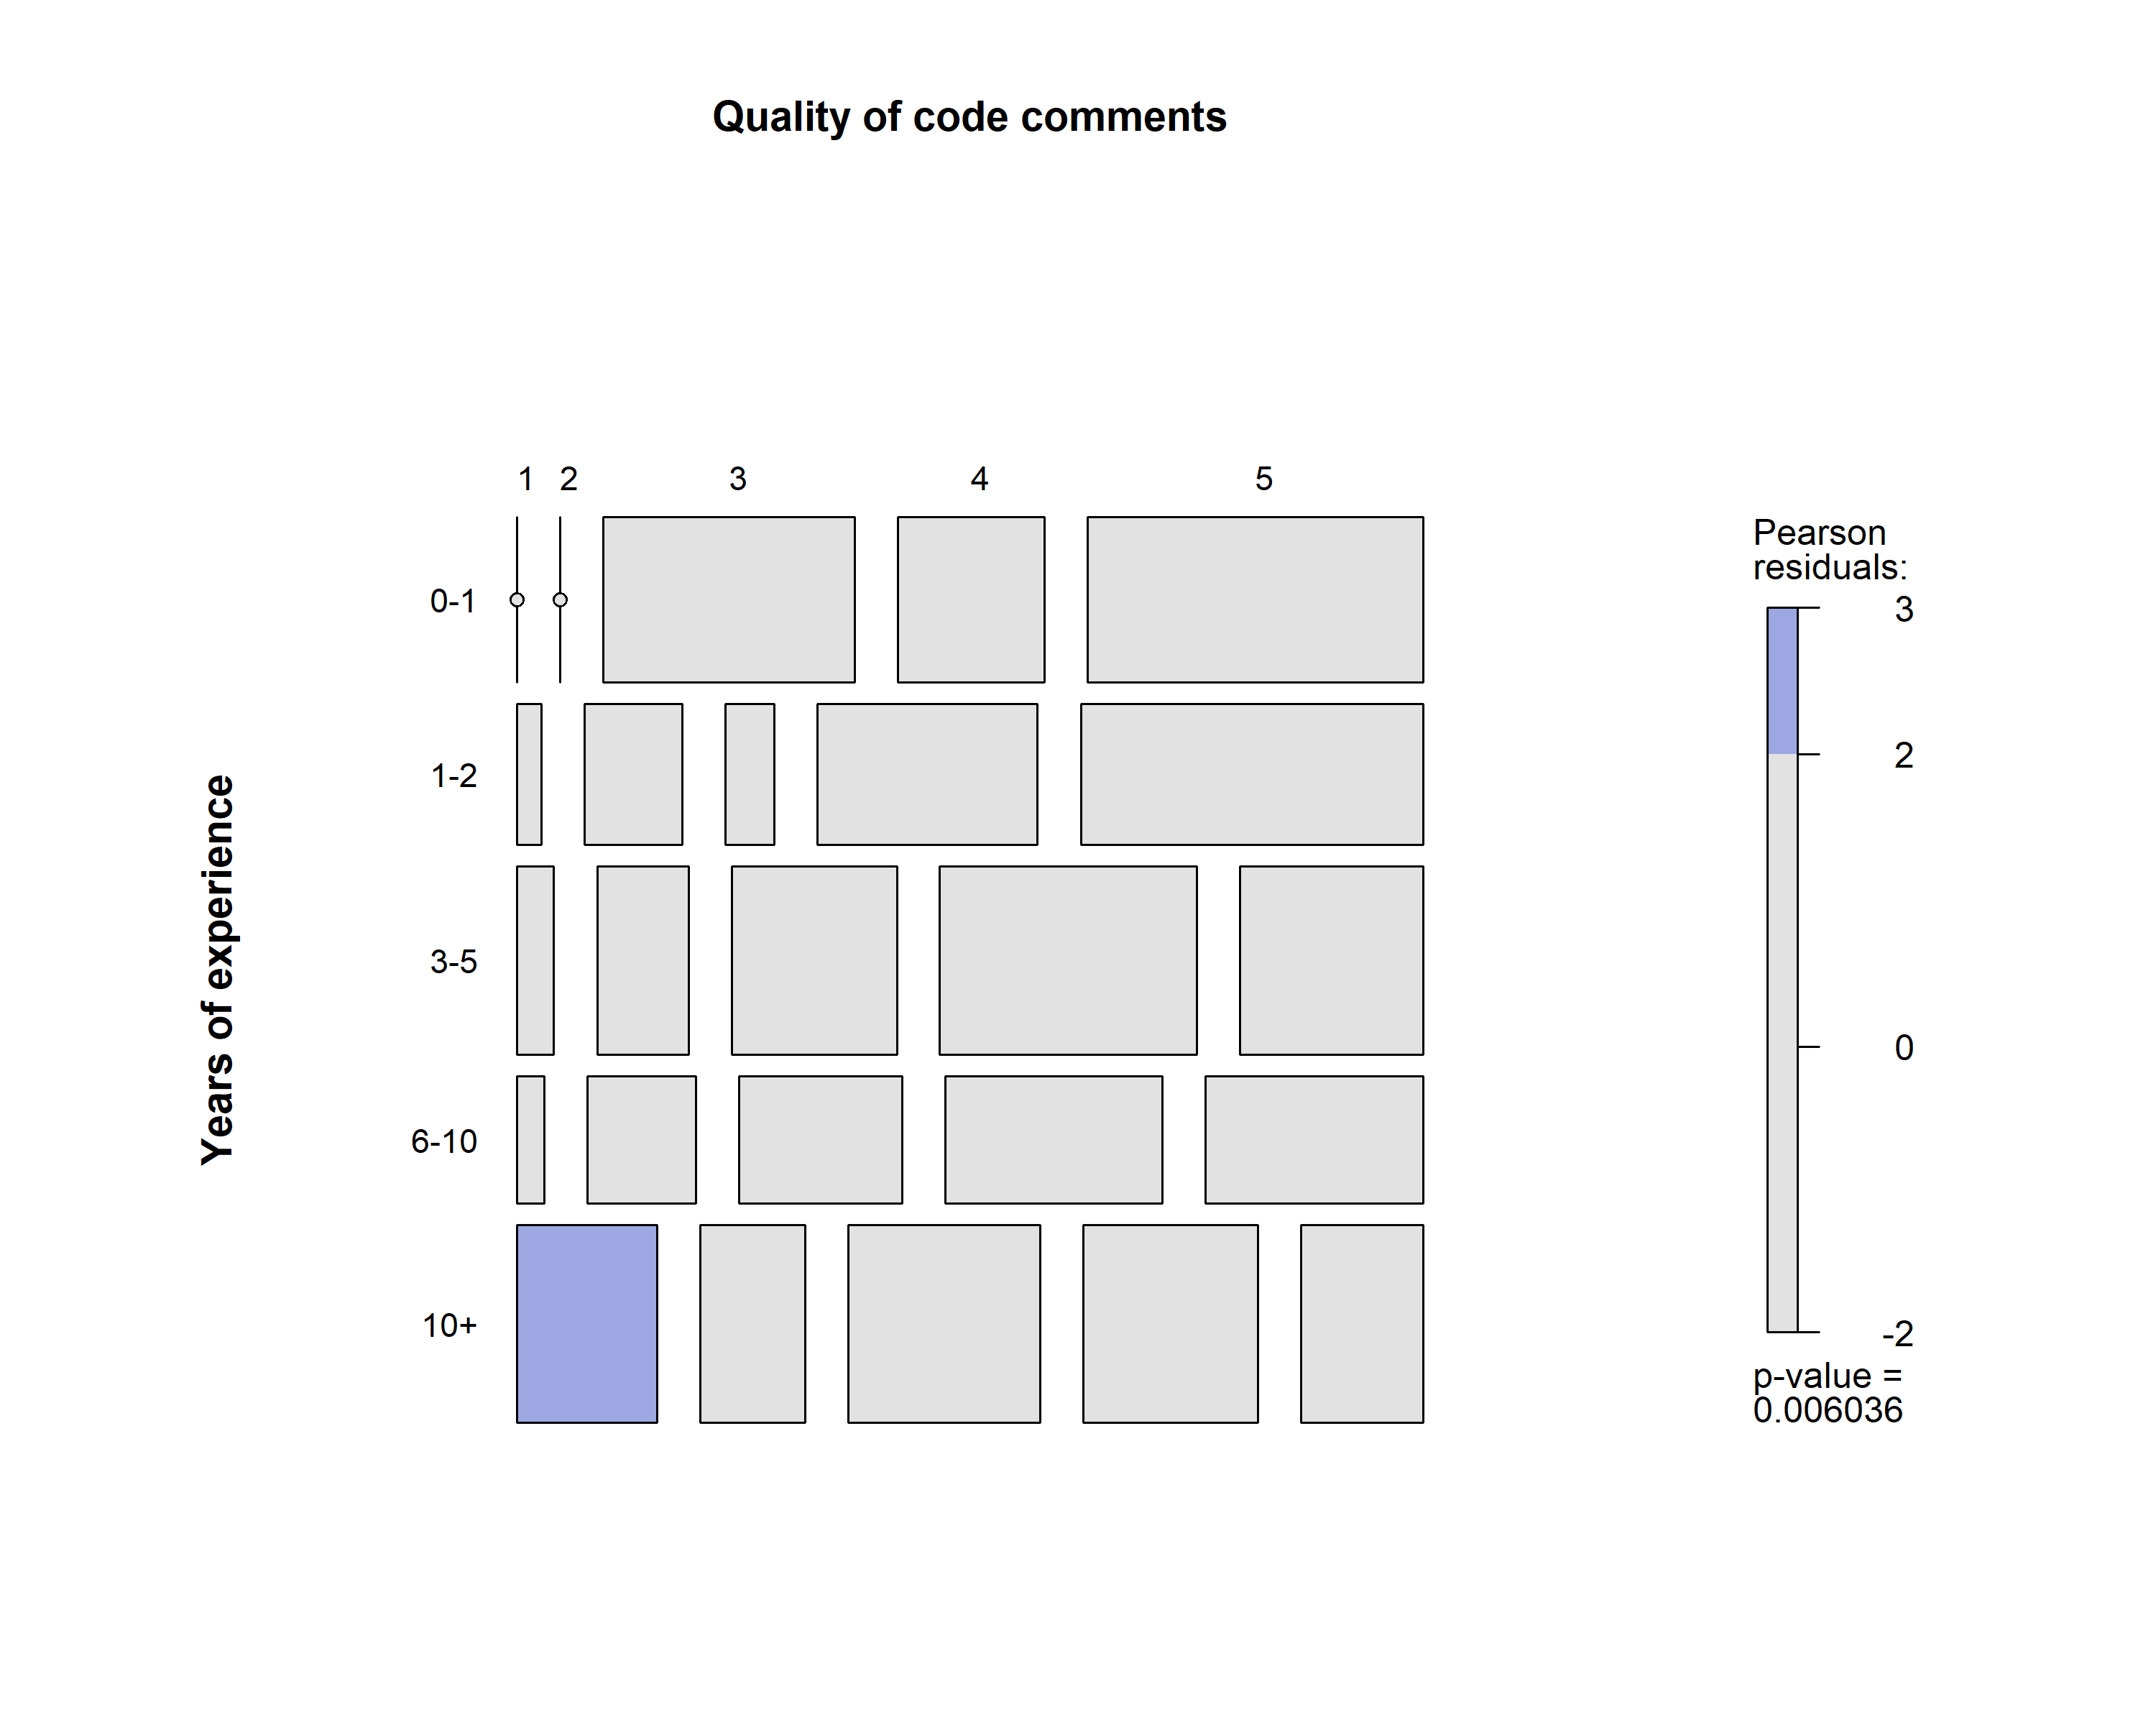 Quality of code comments
1 2 3 4 5
Years of experience
0-1
1-2
3-5
6-10
10+
Pearson
residuals:
3
2
0
-2
p-value =
0.006036